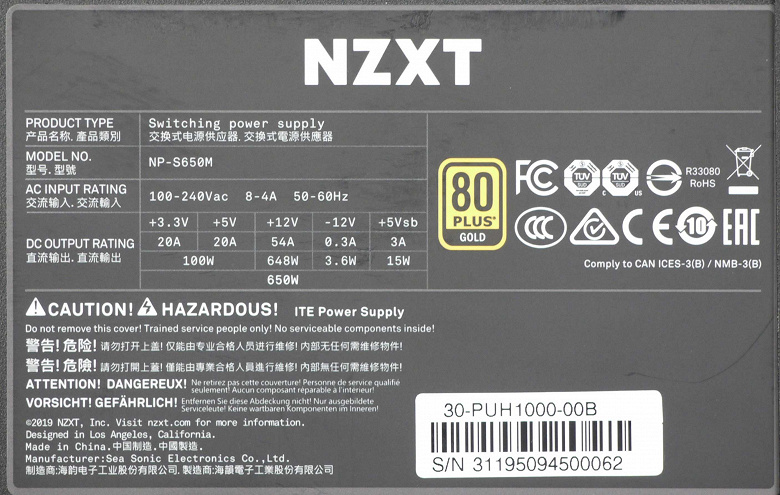 NZXT
PRODUCT TYPE Switching power supply
产品名称. 產品類別 交换式电源供应器. 交換式電源供應器
MODEL NO. NP-S650M
型号. 型號
AC INPUT RATING 100-240Vac 8-4A 50-60Hz
交流输入. 交流輸入
+3.3V +5V +12V -12V +5Vsb
DC OUTPUT RATING 20A 20A 54A 0.3A 3A
直流输出. 直流輸出 100W 648W 3.6W 15W
650W
80 PLUS GOLD
FC TUV C TUV US R33080 RoHS
CCC CE 10 EAC
Comply to CAN ICES-3(B) / NMB-3(B)
CAUTION! HAZARDOUS! ITE Power Supply
Do not remove this cover! Trained service people only! No serviceable components inside!
警告! 危险! 请勿打开上盖! 仅能由专业合格人员进行维修! 内部无任何需维修物件!
警告! 危險! 請勿打開上蓋! 僅能由專業合格人員進行維修! 內部無任何需維修物件!
ATTENTION! DANGEREUX! Ne retirez pas cette couverture! Personne de service qualifié
seulement! Aucun composant réparable à l'intérieur!
VORSICHT! GEFÄHRLICH! Entfernen Sie diese Abdeckung nicht! Nur ausgebildete
Serviceleute! Keine wartbaren Komponenten im Inneren!
©2019 NZXT, Inc. Visit nzxt.com for more information.
Designed in Los Angeles, California.
Made in China.中国制造.中國製造.
Manufacturer:Sea Sonic Electronics Co., Ltd.
制造商:海韵电子工业股份有限公司. 製造商:海韻電子工業股份有限公司.
30-PUH1000-00B
S/N 31195094500062